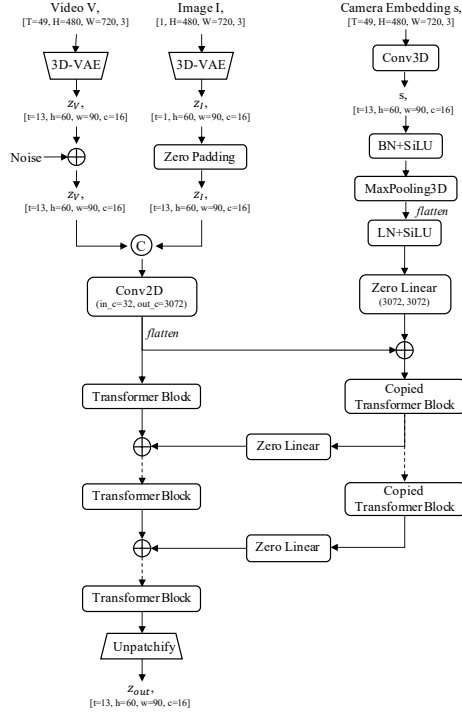 Video V,
[T=49, H=480, W=720, 3]
Image I,
[1, H=480, W=720, 3]
Camera Embedding s,
[T=49, H=480, W=720, 3]
3D-VAE
3D-VAE
Conv3D
z_V,
[t=13, h=60, w=90, c=16]
z_I,
[t=1, h=60, w=90, c=16]
s,
[t=13, h=60, w=90, c=16]
Noise
Zero Padding
BN+SiLU
MaxPooling3D
flatten
z_V,
[t=13, h=60, w=90, c=16]
z_I,
[t=13, h=60, w=90, c=16]
LN+SiLU
C
Conv2D
(in_c=32, out_c=3072)
Zero Linear
(3072, 3072)
flatten
Transformer Block
Copied
Transformer Block
Zero Linear
Transformer Block
Copied
Transformer Block
Zero Linear
Transformer Block
Unpatchify
z_out,
[t=13, h=60, w=90, c=16]